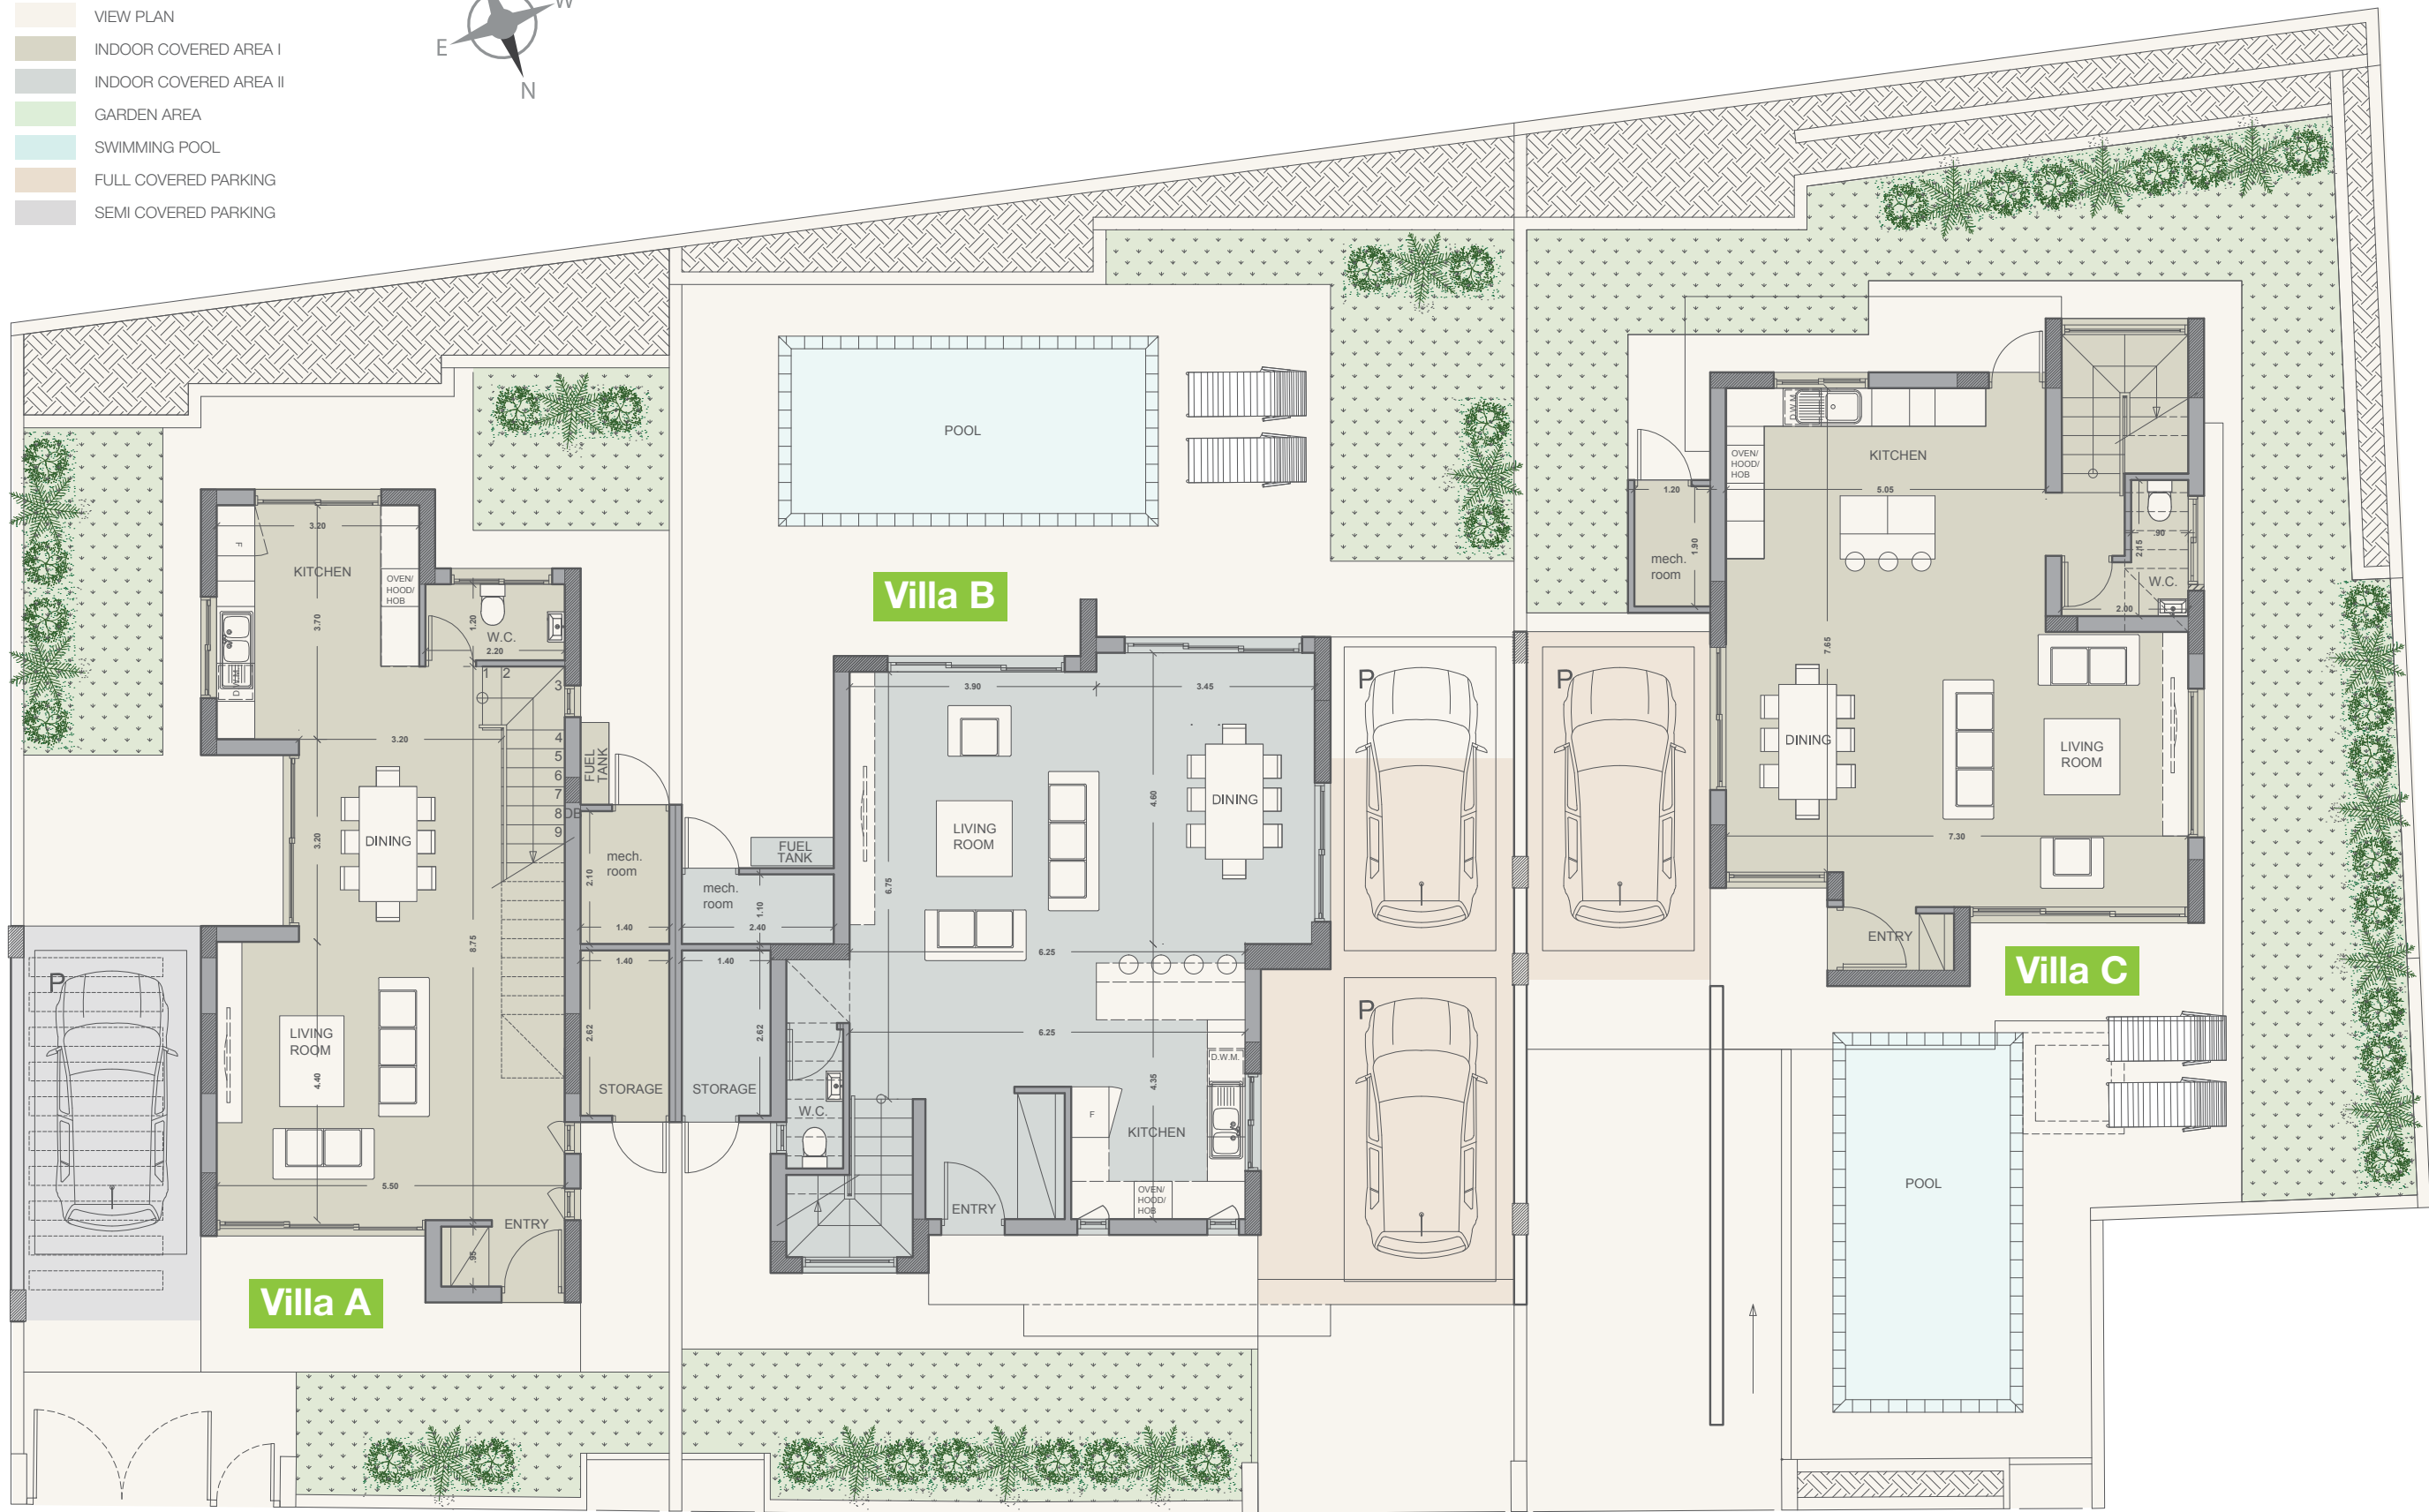 VIEW PLAN
INDOOR COVERED AREA I
INDOOR COVERED AREA II
GARDEN AREA
SWIMMING POOL
FULL COVERED PARKING
SEMI COVERED PARKING
W
E
N
3.20
F
KITCHEN
OVEN/
HOOD/
HOB
3.70
1.20
W.C.
2.20
D.W.M.
1 2
3
3.20
4
5
6
7
8 DB
9
FUEL
TANK
DINING
3.20
mech.
room
2.10
1.40
8.75
P
LIVING
ROOM
4.40
1.40
2.62
STORAGE
5.50
ENTRY
.95
Villa A
POOL
Villa B
3.90
3.45
LIVING
ROOM
DINING
4.60
FUEL
TANK
6.75
mech.
room
1.10
2.40
1.40
2.62
STORAGE
6.25
6.25
W.C.
D.W.M.
4.35
F
KITCHEN
OVEN/
HOOD/
HOB
ENTRY
P
P
P
D.W.M.
KITCHEN
OVEN/
HOOD/
HOB
1.20
5.05
mech.
room
1.90
.90
2.15
W.C.
2.00
7.65
DINING
LIVING
ROOM
7.30
ENTRY
Villa C
POOL